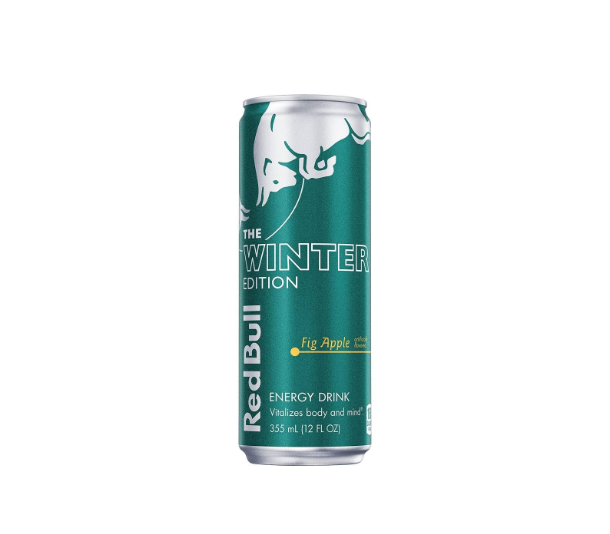 THE
WINTER
EDITION
Red Bull
Fig Apple
ENERGY DRINK
Vitalizes body and mind®
355 mL (12 FL OZ)